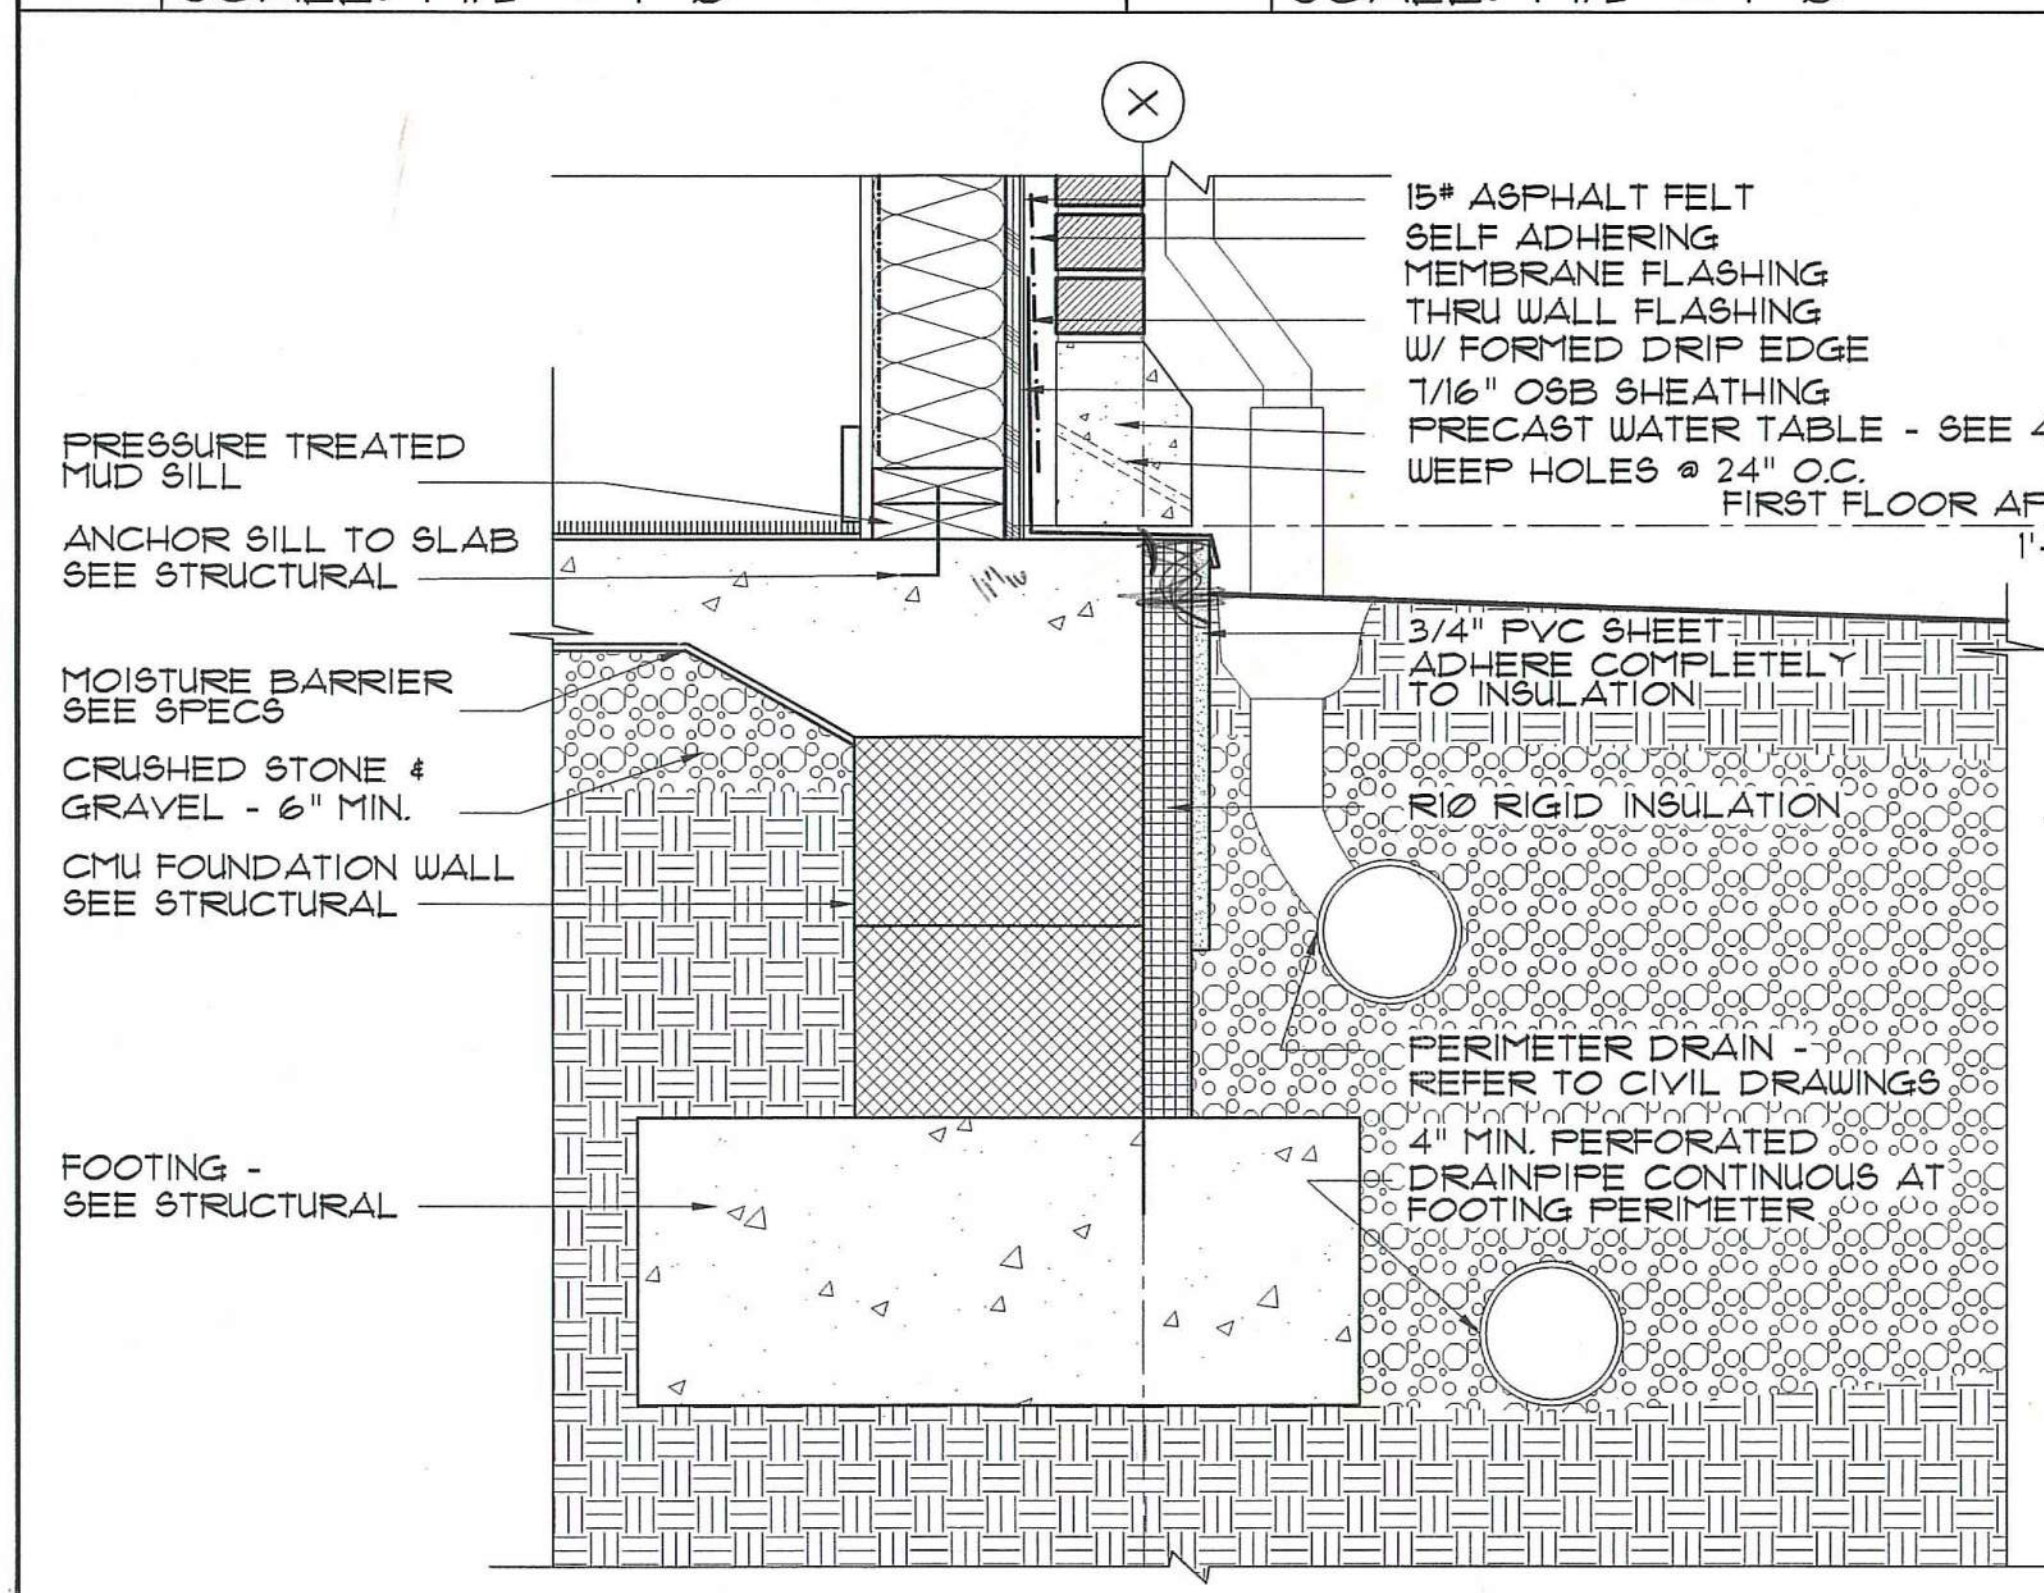 X
15# ASPHALT FELT
SELF ADHERING
MEMBRANE FLASHING
THRU WALL FLASHING
W/ FORMED DRIP EDGE
7/16" OSB SHEATHING
PRECAST WATER TABLE - SEE
WEEP HOLES @ 24" O.C.
FIRST FLOOR
PRESSURE TREATED
MUD SILL
ANCHOR SILL TO SLAB
SEE STRUCTURAL
MOISTURE BARRIER
SEE SPECS
CRUSHED STONE &
GRAVEL - 6" MIN.
CMU FOUNDATION WALL
SEE STRUCTURAL
FOOTING -
SEE STRUCTURAL
3/4" PVC SHEET
ADHERE COMPLETELY
TO INSULATION
R10 RIGID INSULATION
PERIMETER DRAIN -
REFER TO CIVIL DRAWINGS
4" MIN. PERFORATED
DRAINPIPE CONTINUOUS AT
FOOTING PERIMETER